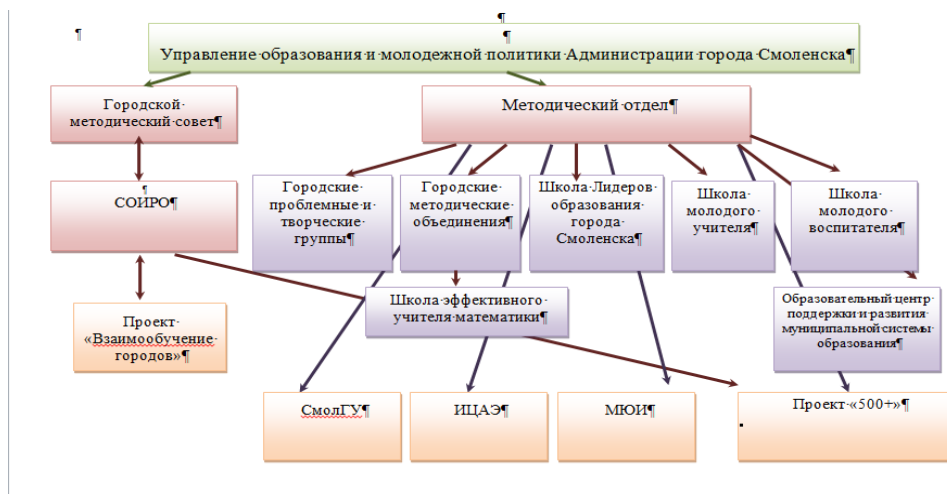 Управление образования и молодежной политики Администрации города Смоленска
Городской
методический совет
Методический отдел
СОИРО
Городские
проблемные и
творческие
группы
Городские
методические
объединения
Школа Лидеров
образования
города
Смоленска
Школа
молодого
учителя
Школа
молодого
воспитателя
Школа эффективного
учителя математики
Образовательный центр
поддержки и развития
муниципальной системы
образования
Проект
«Взаимообучение
городов»
СмолГУ
ИЦАЭ
МЮИ
Проект «500+»